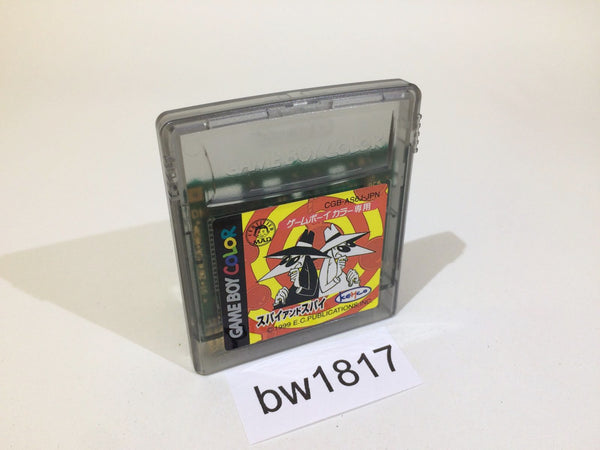 GAME BOY COLOR
CGB-AS6J-JPN
ゲームボーイカラー専用
MAD
GAME BOY COLOR
スパイアンドスパイ
KEMCO
©1999 E.C.PUBLICATIONS,INC.
bw1817